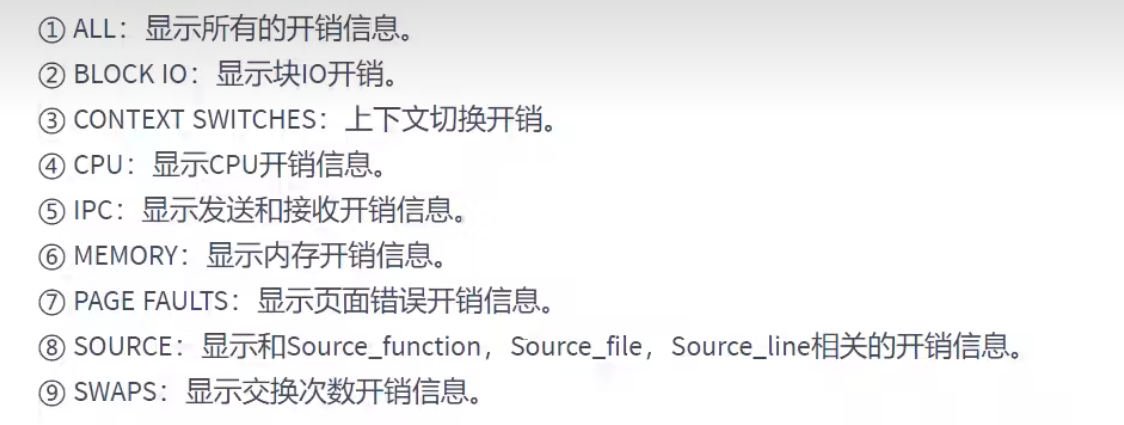 ① ALL：显示所有的开销信息。
② BLOCK IO：显示块IO开销。
③ CONTEXT SWITCHES：上下文切换开销。
④ CPU：显示CPU开销信息。
⑤ IPC：显示发送和接收开销信息。
⑥ MEMORY：显示内存开销信息。
⑦ PAGE FAULTS：显示页面错误开销信息。
⑧ SOURCE：显示和Source_function，Source_file，Source_line相关的开销信息。
⑨ SWAPS：显示交换次数开销信息。